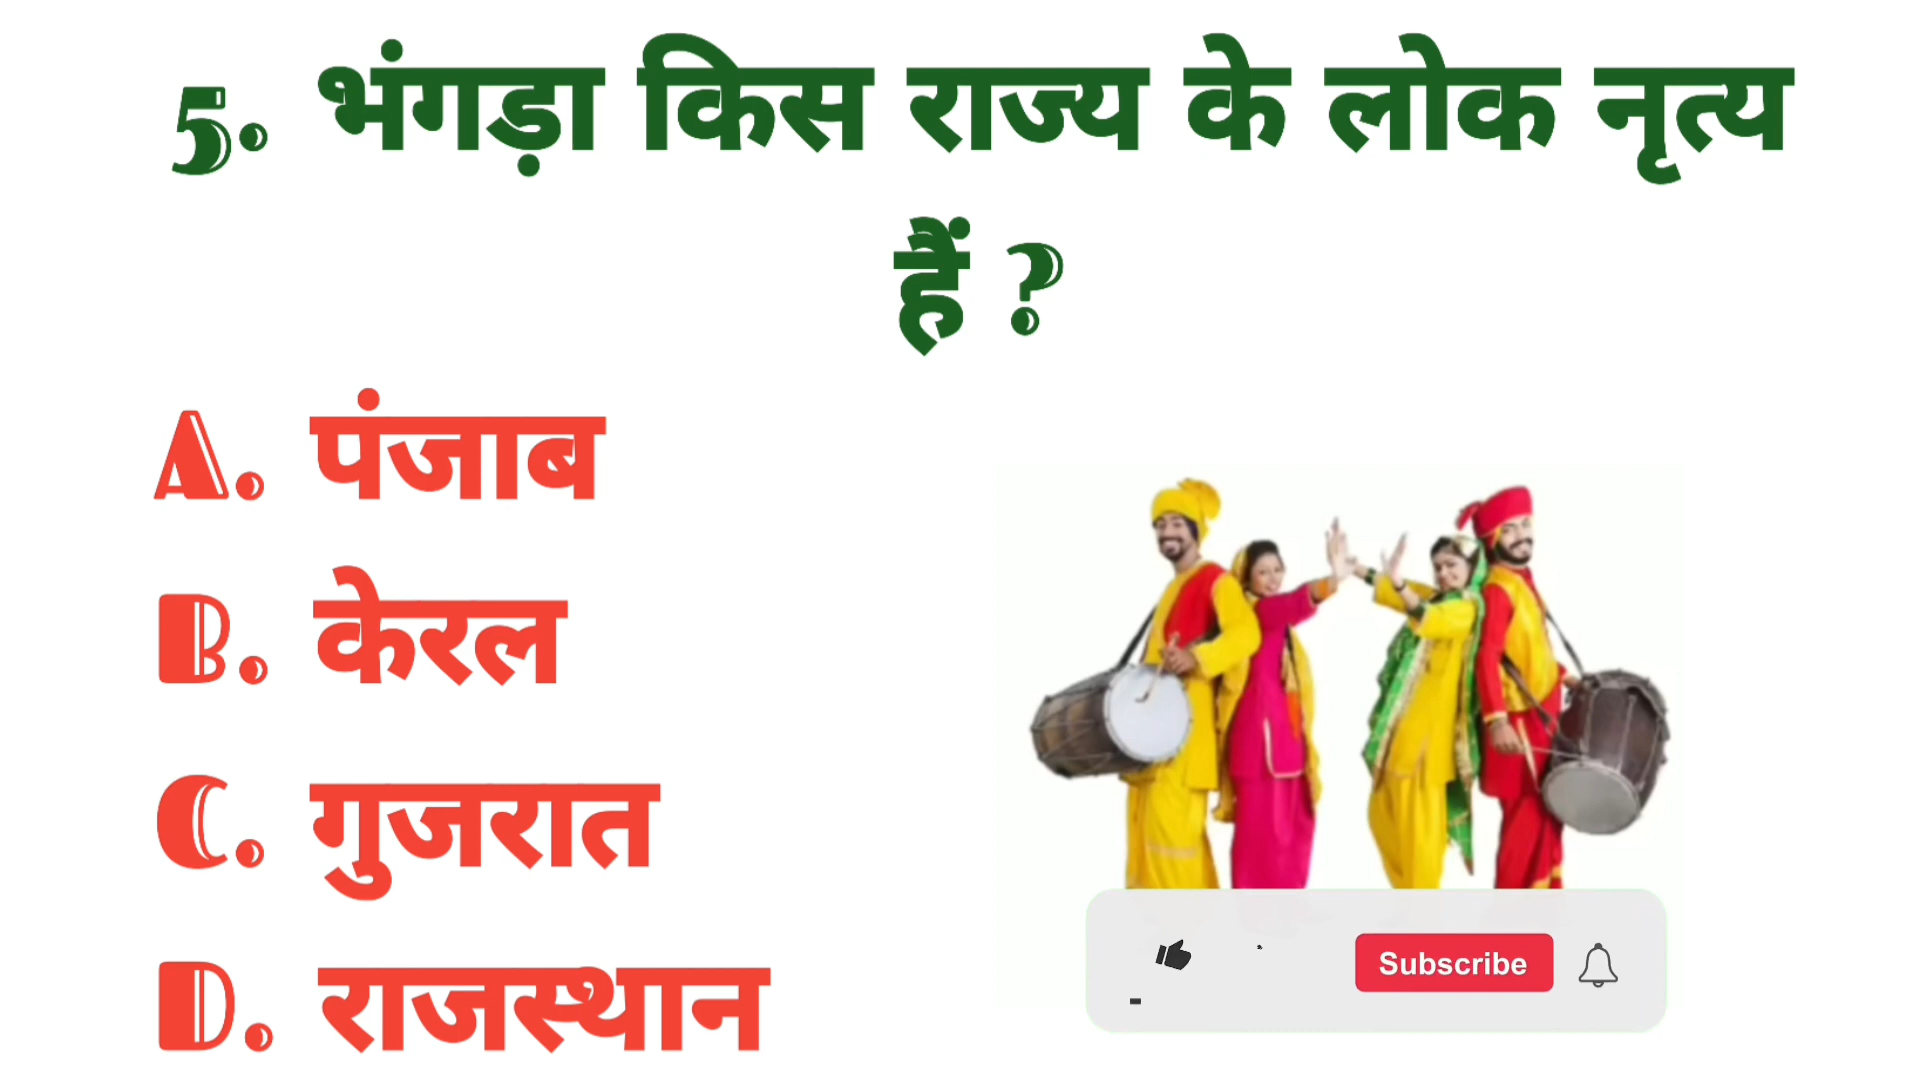 5. भंगड़ा किस राज्य के लोक नृत्य
हैं ?
A. पंजाब
B. केरल
C. गुजरात
D. राजस्थान
Subscribe